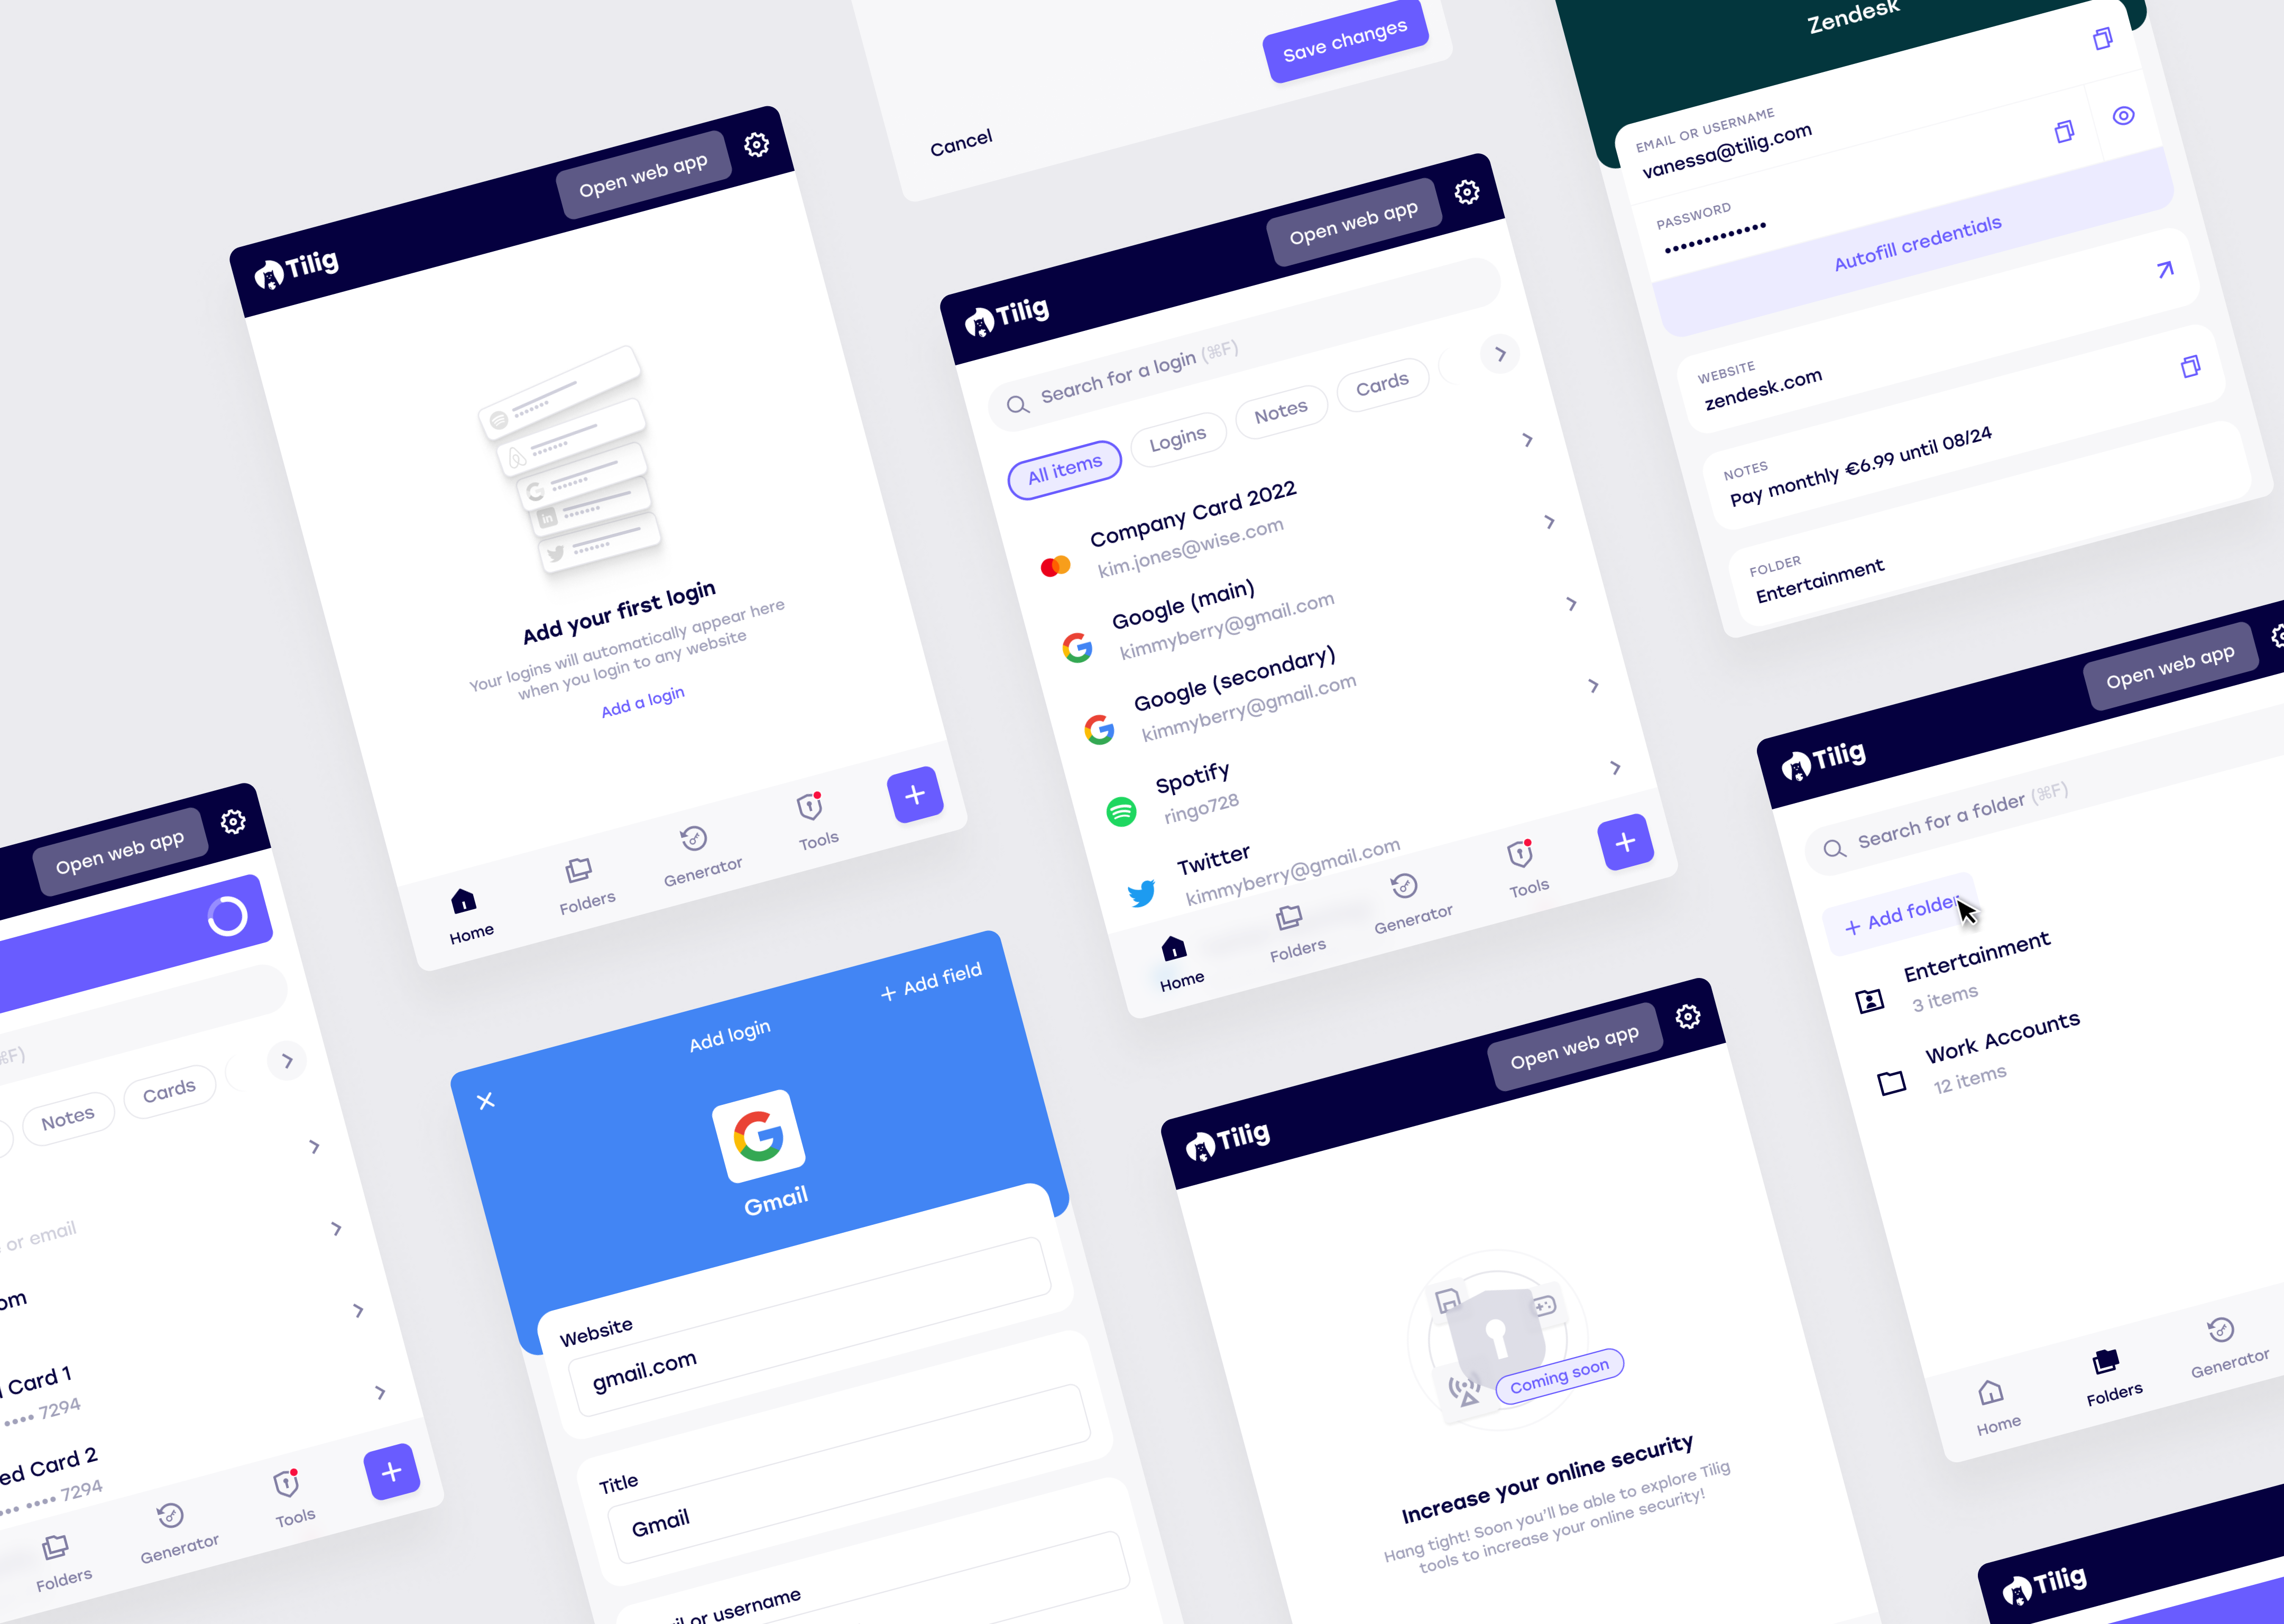 Save changes
Cancel
Open web app
Tilig
Add your first login
Your logins will automatically appear here
when you login to any website
Add a login
Home
Folders
Generator
Tools
Open web app
Tilig
Search for a login (⌘F)
All items
Logins
Notes
Cards
Company Card 2022
kim.jones@wise.com
Google (main)
kimmyberry@gmail.com
Google (secondary)
kimmyberry@gmail.com
Spotify
ringo728
Twitter
kimmyberry@gmail.com
Home
Folders
Generator
Tools
Zendesk
EMAIL OR USERNAME
vanessa@tilig.com
PASSWORD
•••••••••••••
Autofill credentials
WEBSITE
zendesk.com
NOTES
Pay monthly €6.99 until 08/24
FOLDER
Entertainment
Open web app
Tilig
Search for a folder (⌘F)
+ Add folder
Entertainment
3 items
Work Accounts
12 items
Home
Folders
Generator
Open web app
⌘F)
Notes
Cards
or email
om
Card 1
•••• 7294
ed Card 2
•••• 7294
Folders
Generator
Tools
Add login
+ Add field
Gmail
Website
gmail.com
Title
Gmail
or username
Open web app
Tilig
in
Coming soon
Increase your online security
Hang tight! Soon you'll be able to explore Tilig
tools to increase your online security!
Tilig